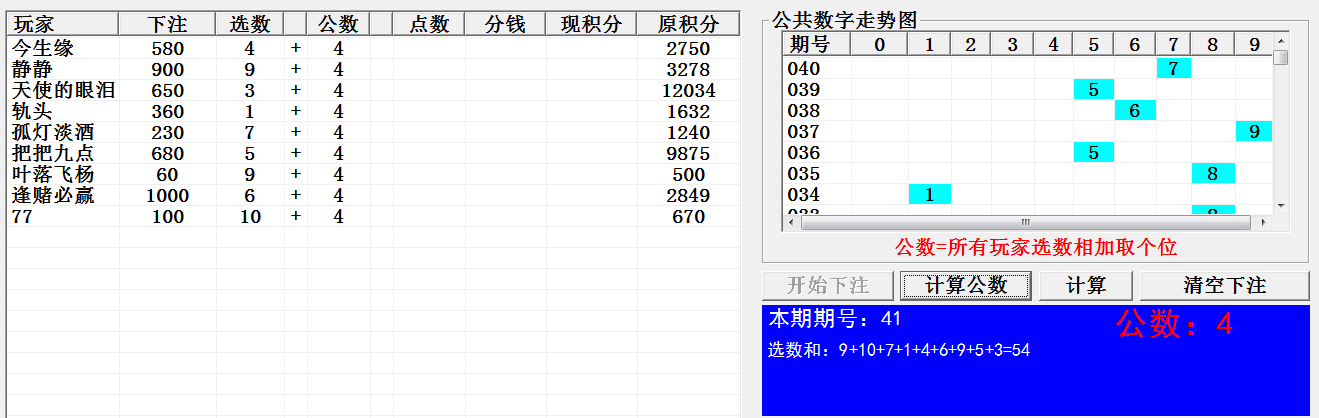 玩家 下注 选数 公数 点数 分钱 现积分 原积分
今生缘 580 4 + 4 2750
静静 900 9 + 4 3278
天使的眼泪 650 3 + 4 12034
轨头 360 1 + 4 1632
孤灯淡酒 230 7 + 4 1240
把把九点 680 5 + 4 9875
叶落飞杨 60 9 + 4 500
逢赌必赢 1000 6 + 4 2849
77 100 10 + 4 670
公共数字走势图
期号 0 1 2 3 4 5 6 7 8 9
040 7
039 5
038 6
037 9
036 5
035 8
034 1
033 8
公数=所有玩家选数相加取个位
开始下注 计算公数 计算 清空下注
本期期号：41 公数：4
选数和：9+10+7+1+4+6+9+5+3=54